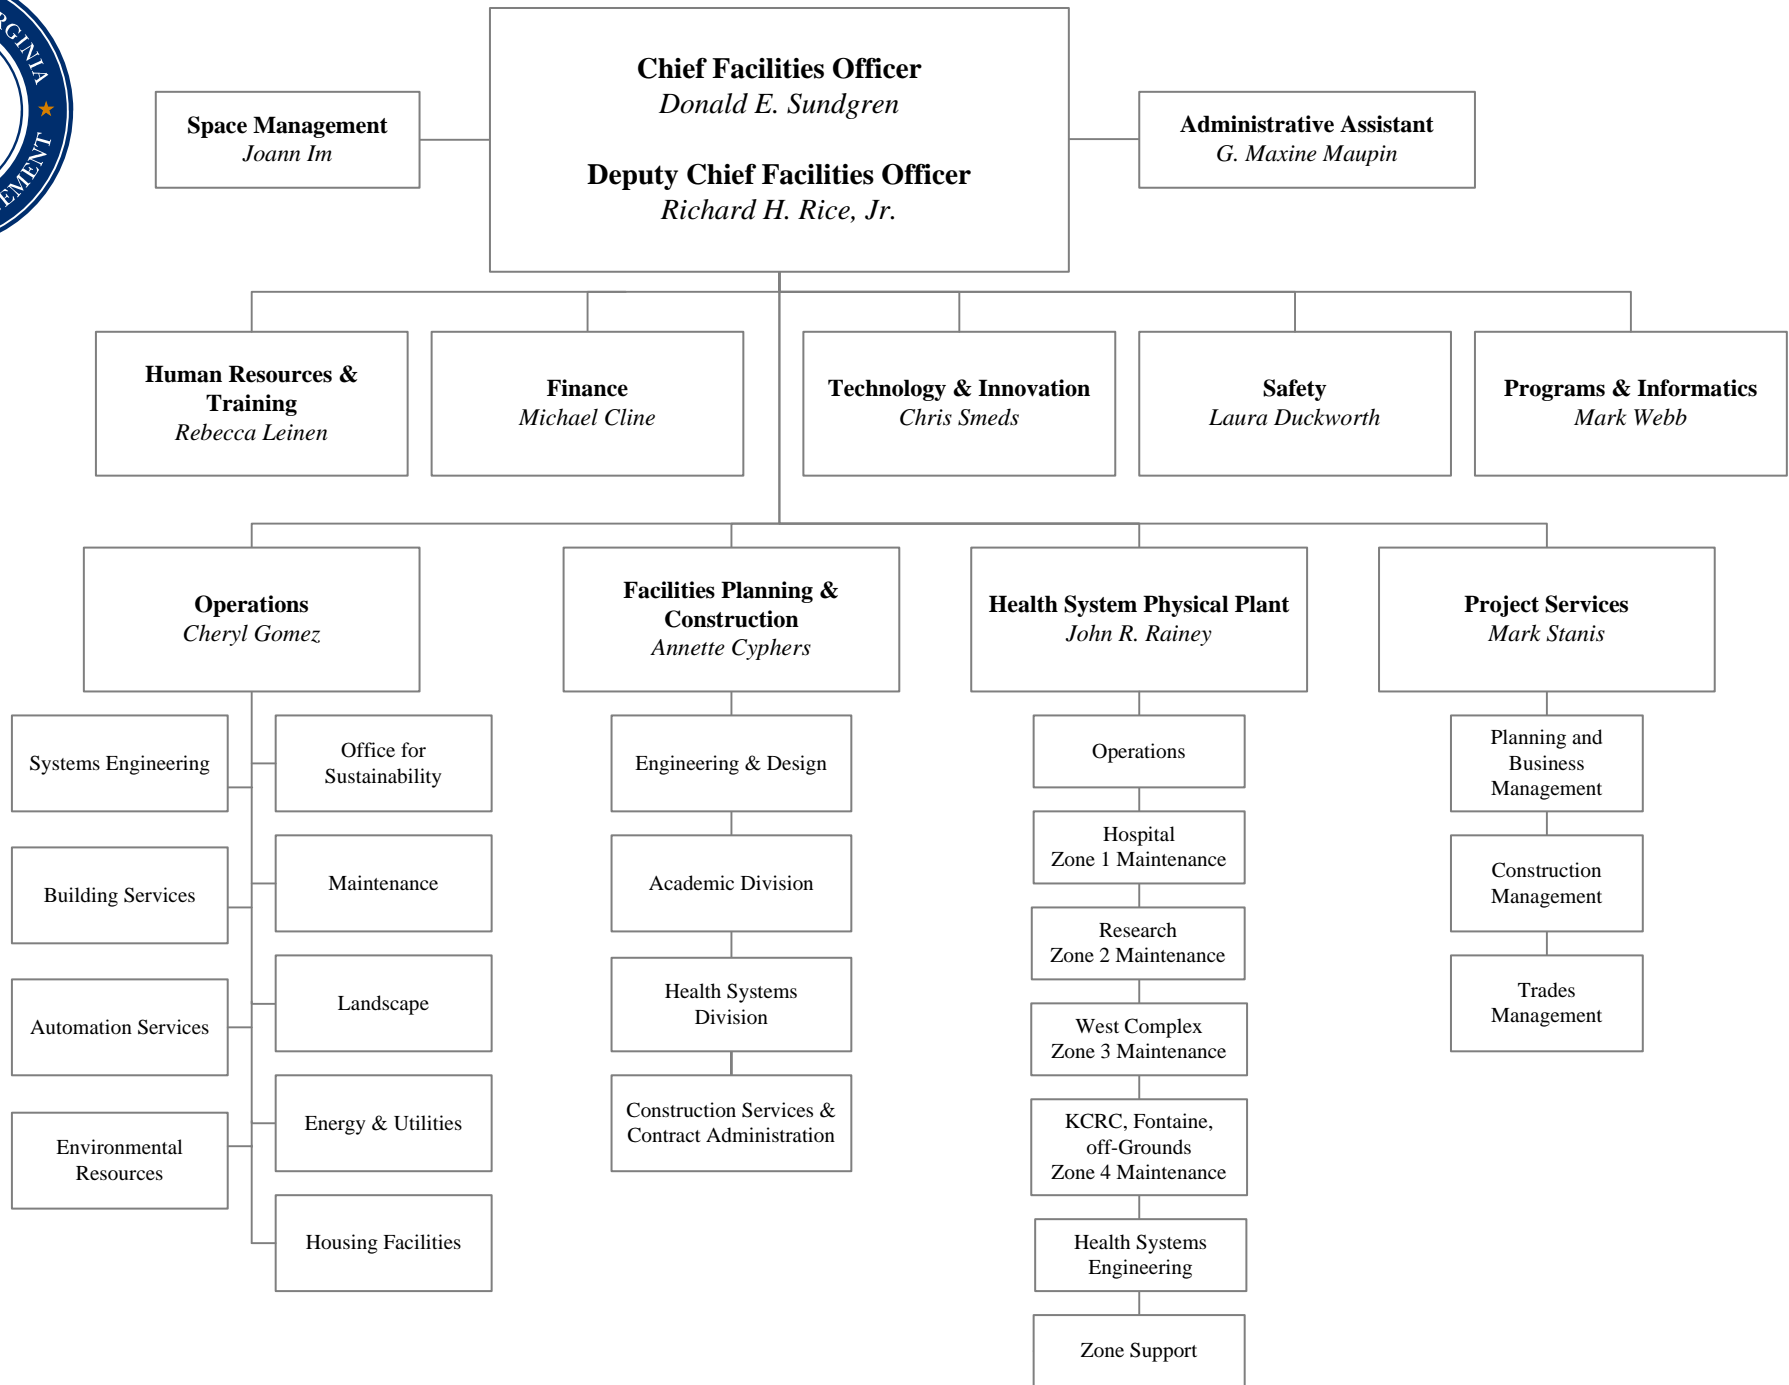 Chief Facilities Officer
Donald E. Sundgren
Deputy Chief Facilities Officer
Richard H. Rice, Jr.
Space Management
Joann Im
Administrative Assistant
G. Maxine Maupin
Human Resources &
Training
Rebecca Leinen
Finance
Michael Cline
Technology & Innovation
Chris Smeds
Safety
Laura Duckworth
Programs & Informatics
Mark Webb
Operations
Cheryl Gomez
Facilities Planning &
Construction
Annette Cyphers
Health System Physical Plant
John R. Rainey
Project Services
Mark Stanis
Systems Engineering
Building Services
Automation Services
Environmental
Resources
Office for
Sustainability
Maintenance
Landscape
Energy & Utilities
Housing Facilities
Engineering & Design
Academic Division
Health Systems
Division
Construction Services &
Contract Administration
Operations
Hospital
Zone 1 Maintenance
Research
Zone 2 Maintenance
West Complex
Zone 3 Maintenance
KCRC, Fontaine,
off-Grounds
Zone 4 Maintenance
Health Systems
Engineering
Zone Support
Planning and
Business
Management
Construction
Management
Trades
Management